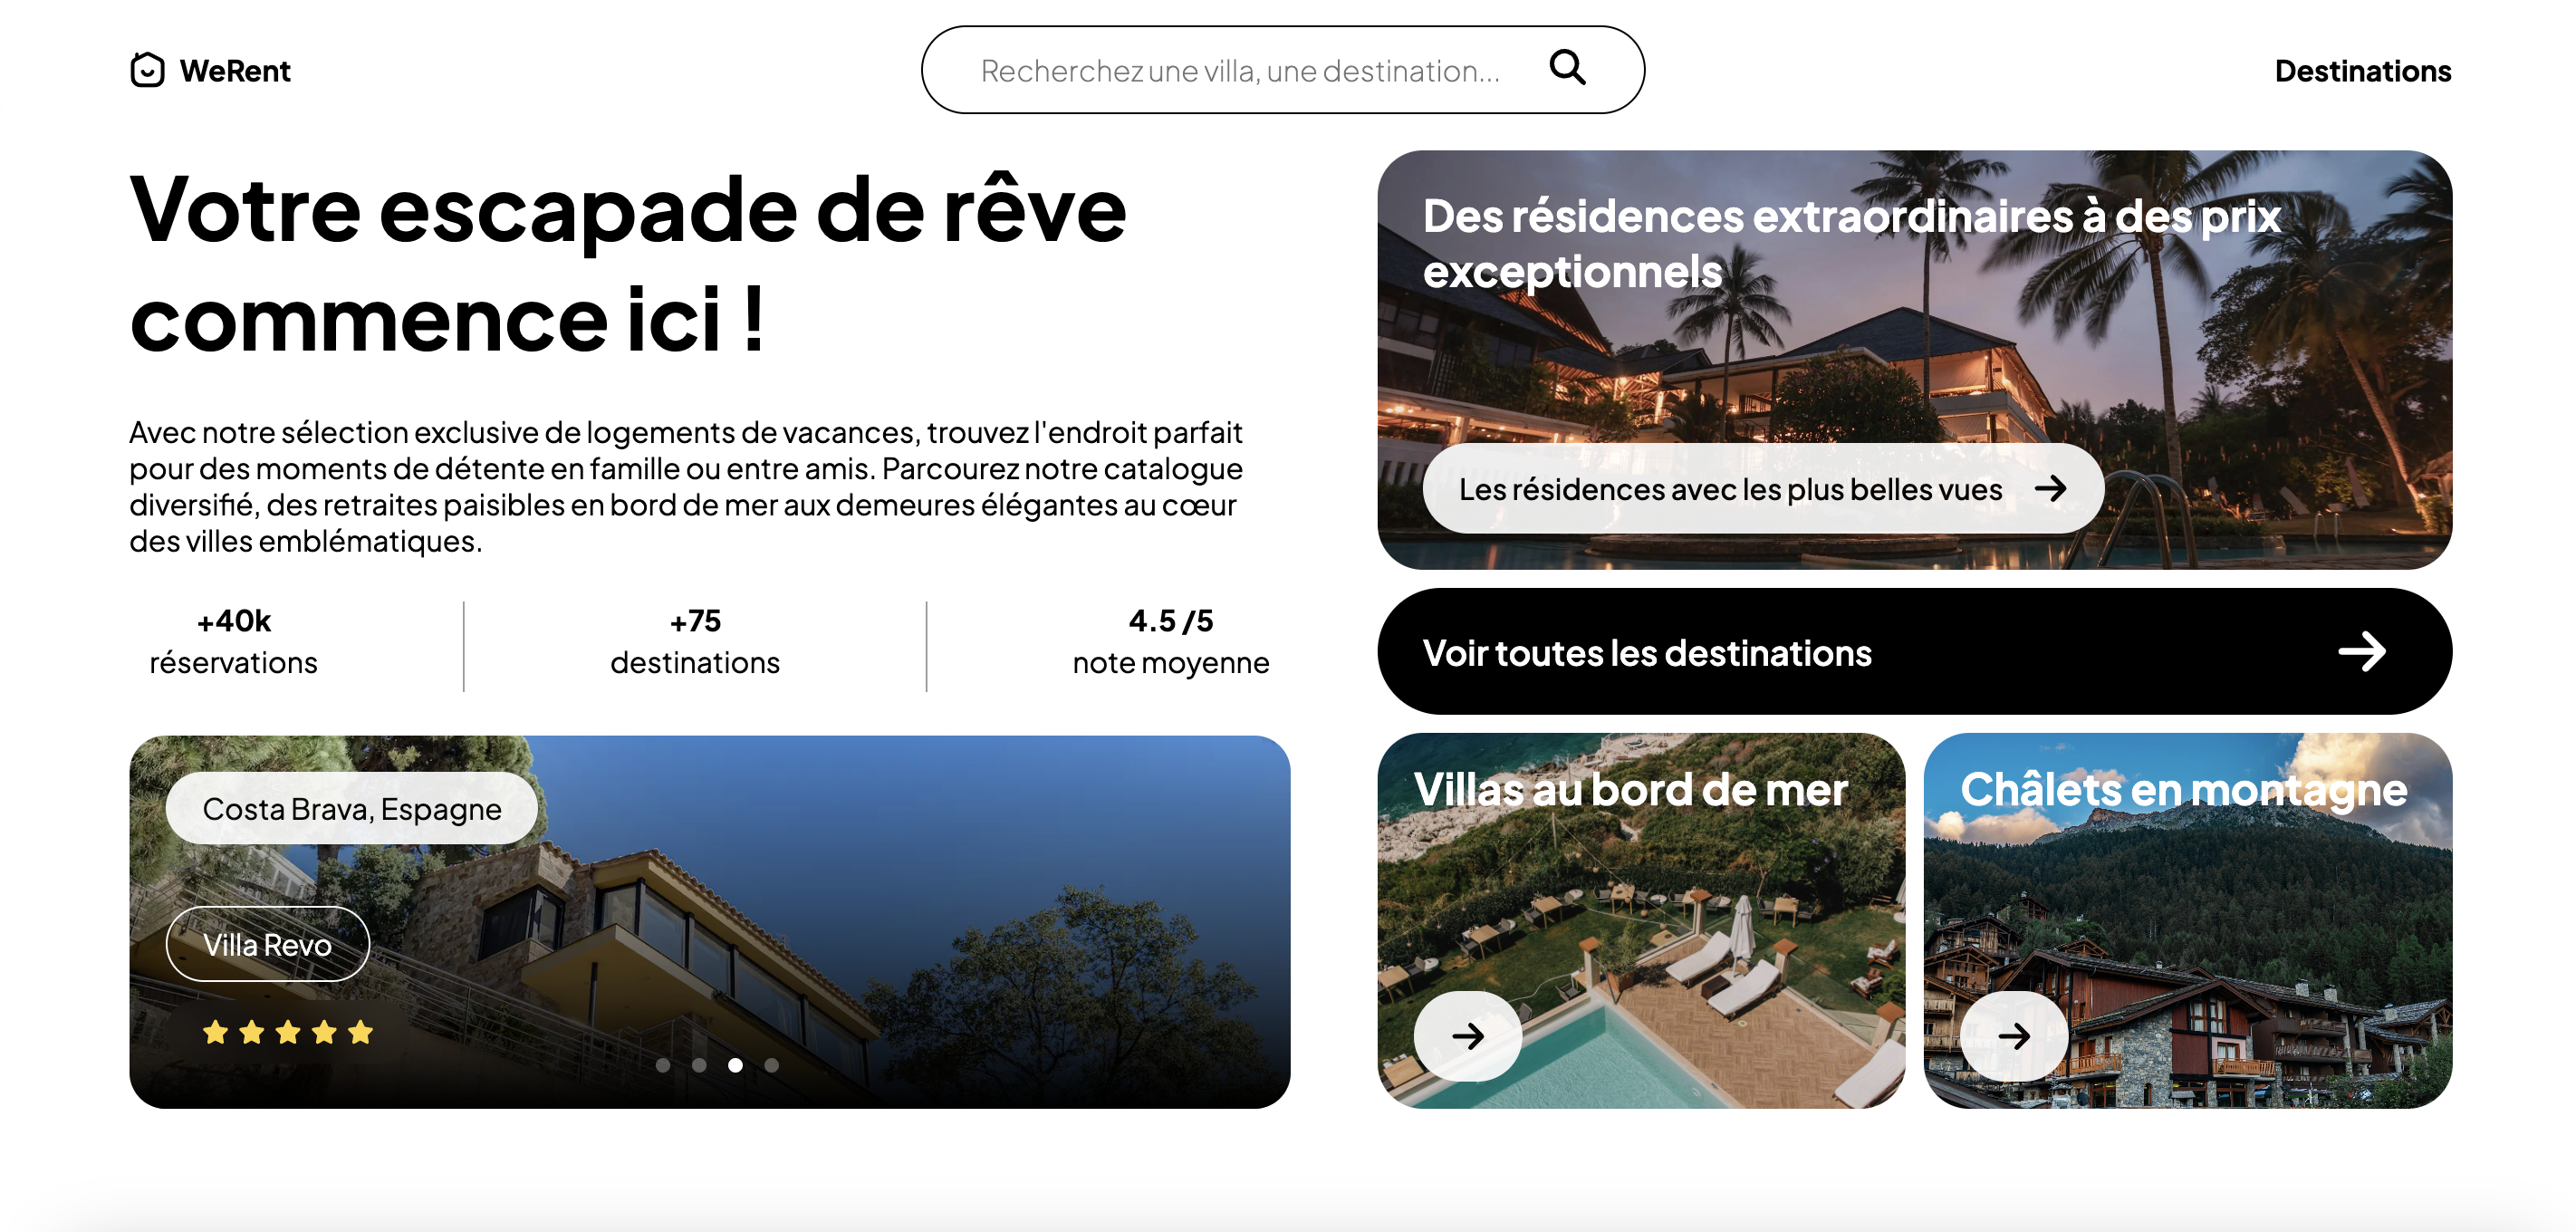 WeRent
Recherchez une villa, une destination...
Destinations
Votre escapade de rêve
commence ici !
Avec notre sélection exclusive de logements de vacances, trouvez l'endroit parfait
pour des moments de détente en famille ou entre amis. Parcourez notre catalogue
diversifié, des retraites paisibles en bord de mer aux demeures élégantes au cœur
des villes emblématiques.
+40k
réservations
+75
destinations
4.5 /5
note moyenne
Costa Brava, Espagne
Villa Revo
Des résidences extraordinaires à des prix
exceptionnels
Les résidences avec les plus belles vues
Voir toutes les destinations
Villas au bord de mer
Châlets en montagne